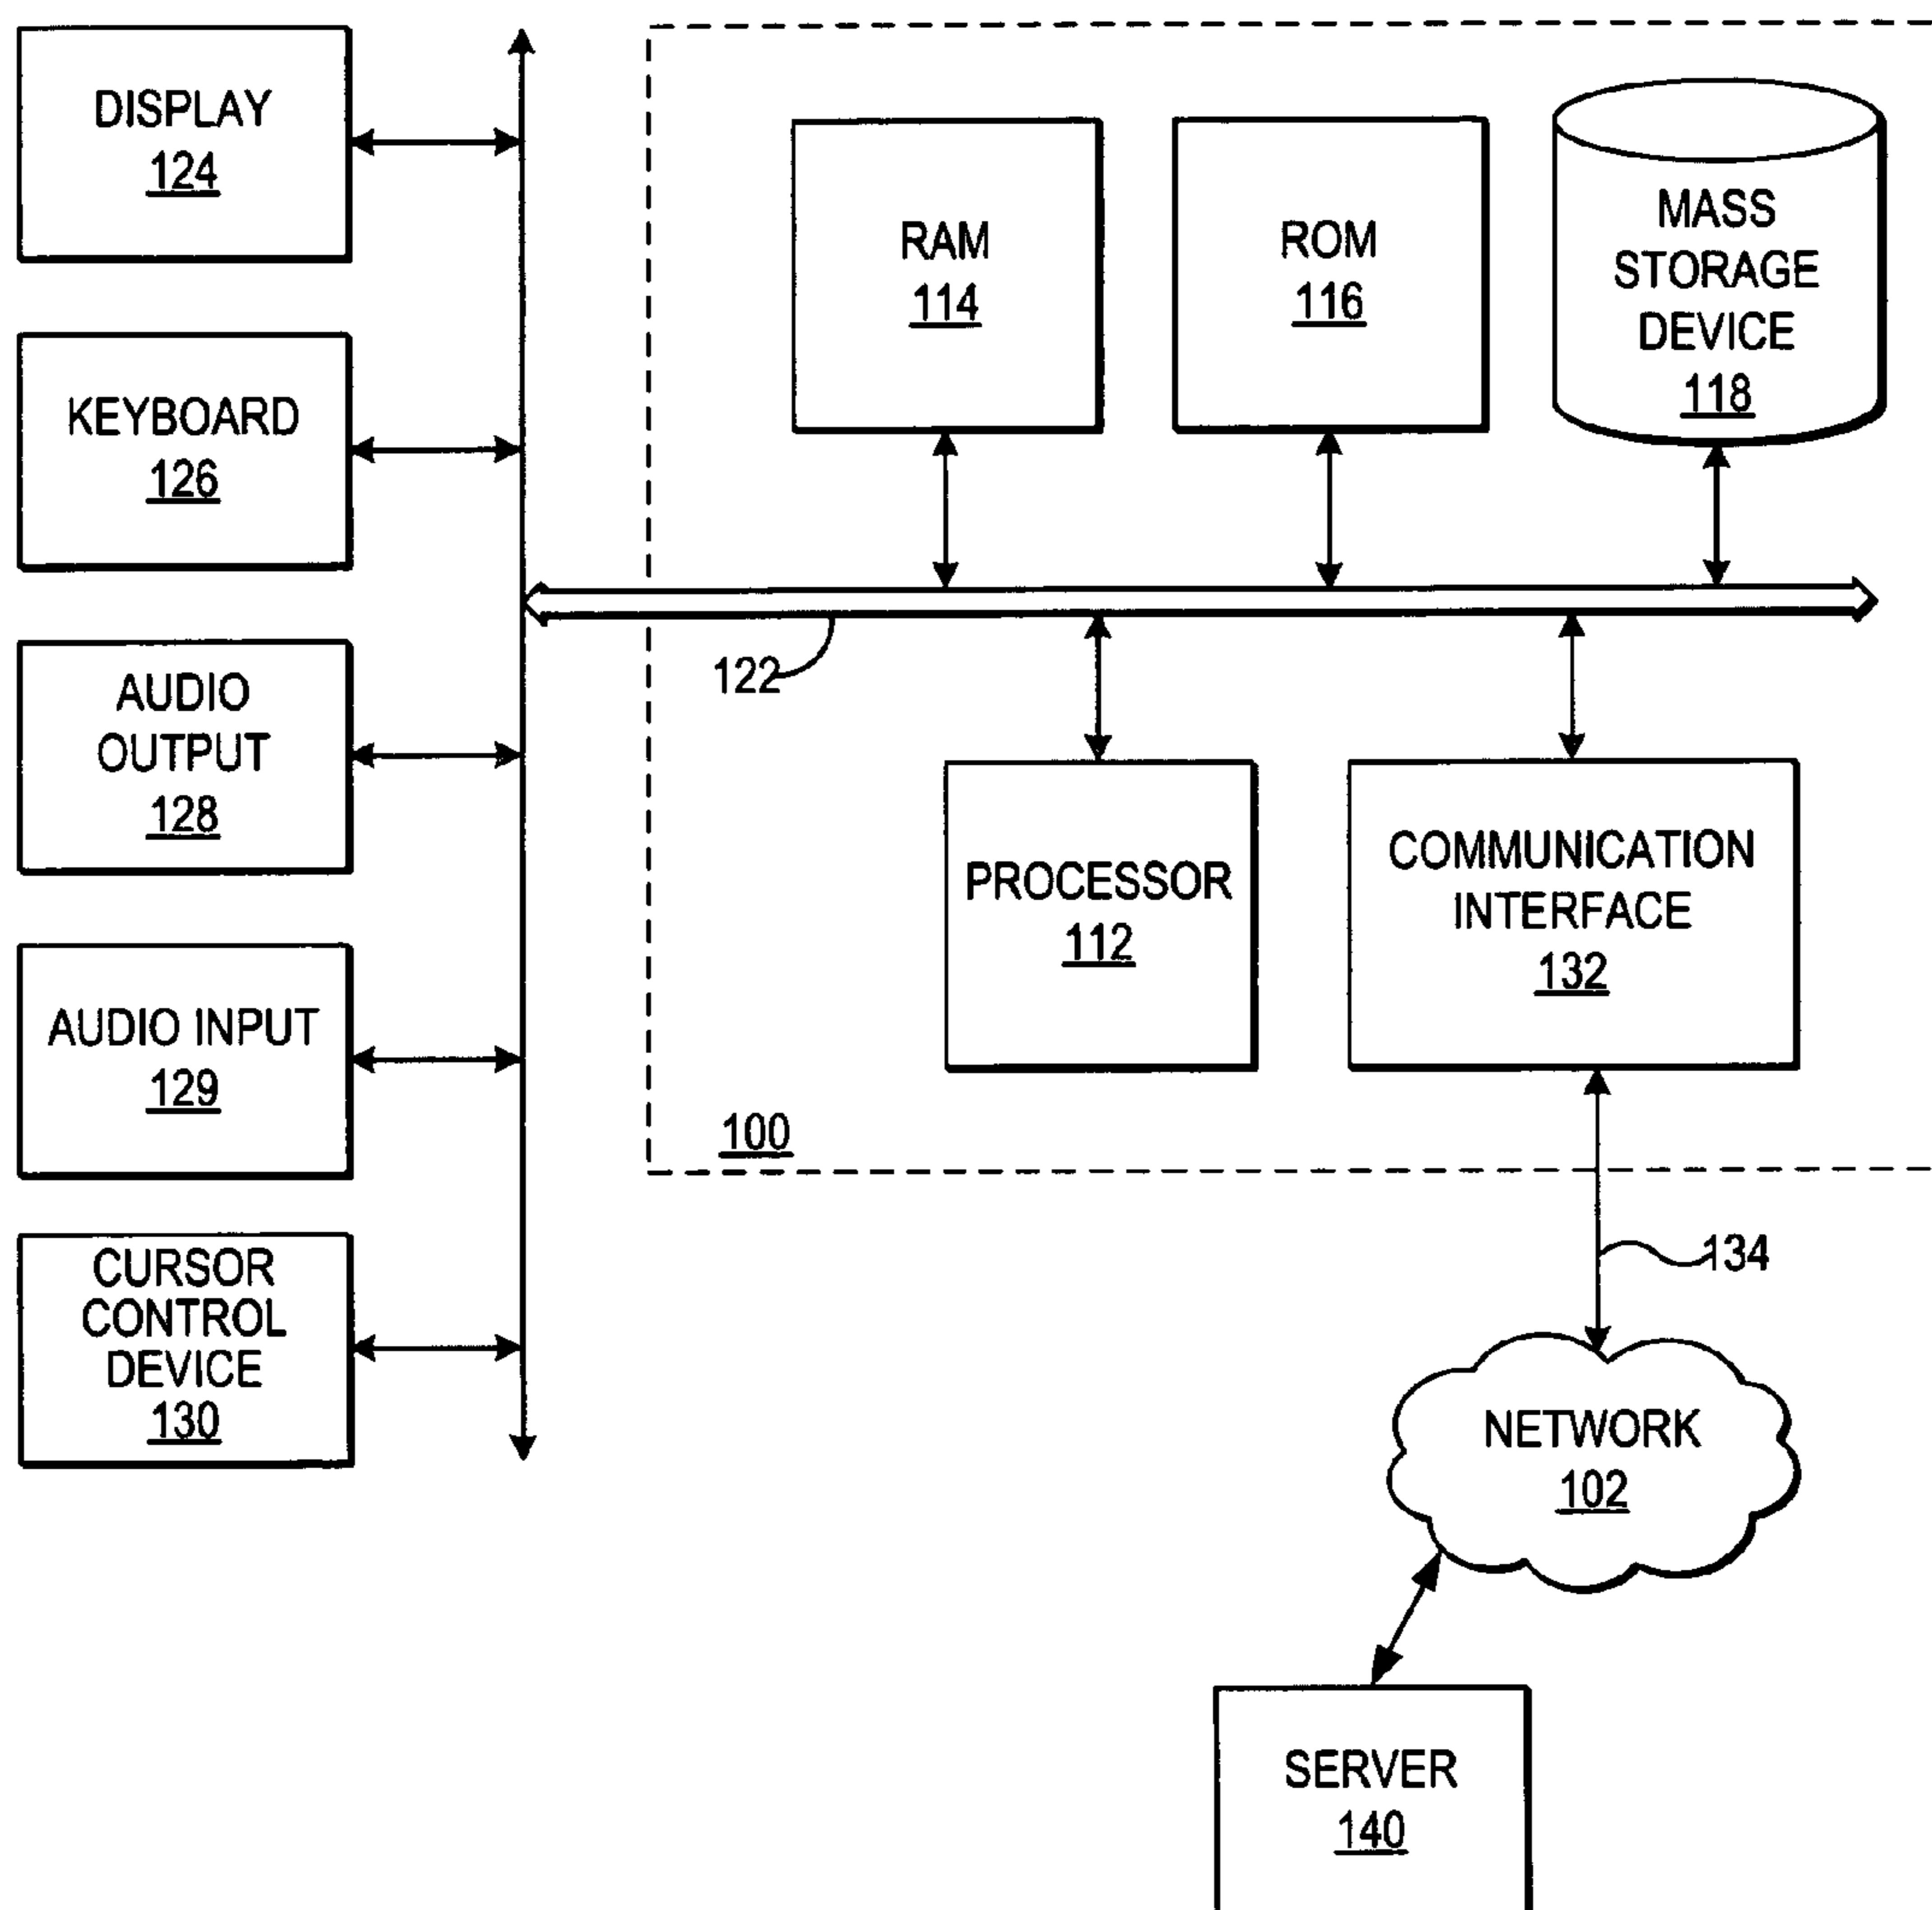 DISPLAY
124
KEYBOARD
126
AUDIO
OUTPUT
128
AUDIO INPUT
129
CURSOR
CONTROL
DEVICE
130
RAM
114
ROM
116
MASS
STORAGE
DEVICE
118
122
PROCESSOR
112
COMMUNICATION
INTERFACE
132
100
134
NETWORK
102
SERVER
140